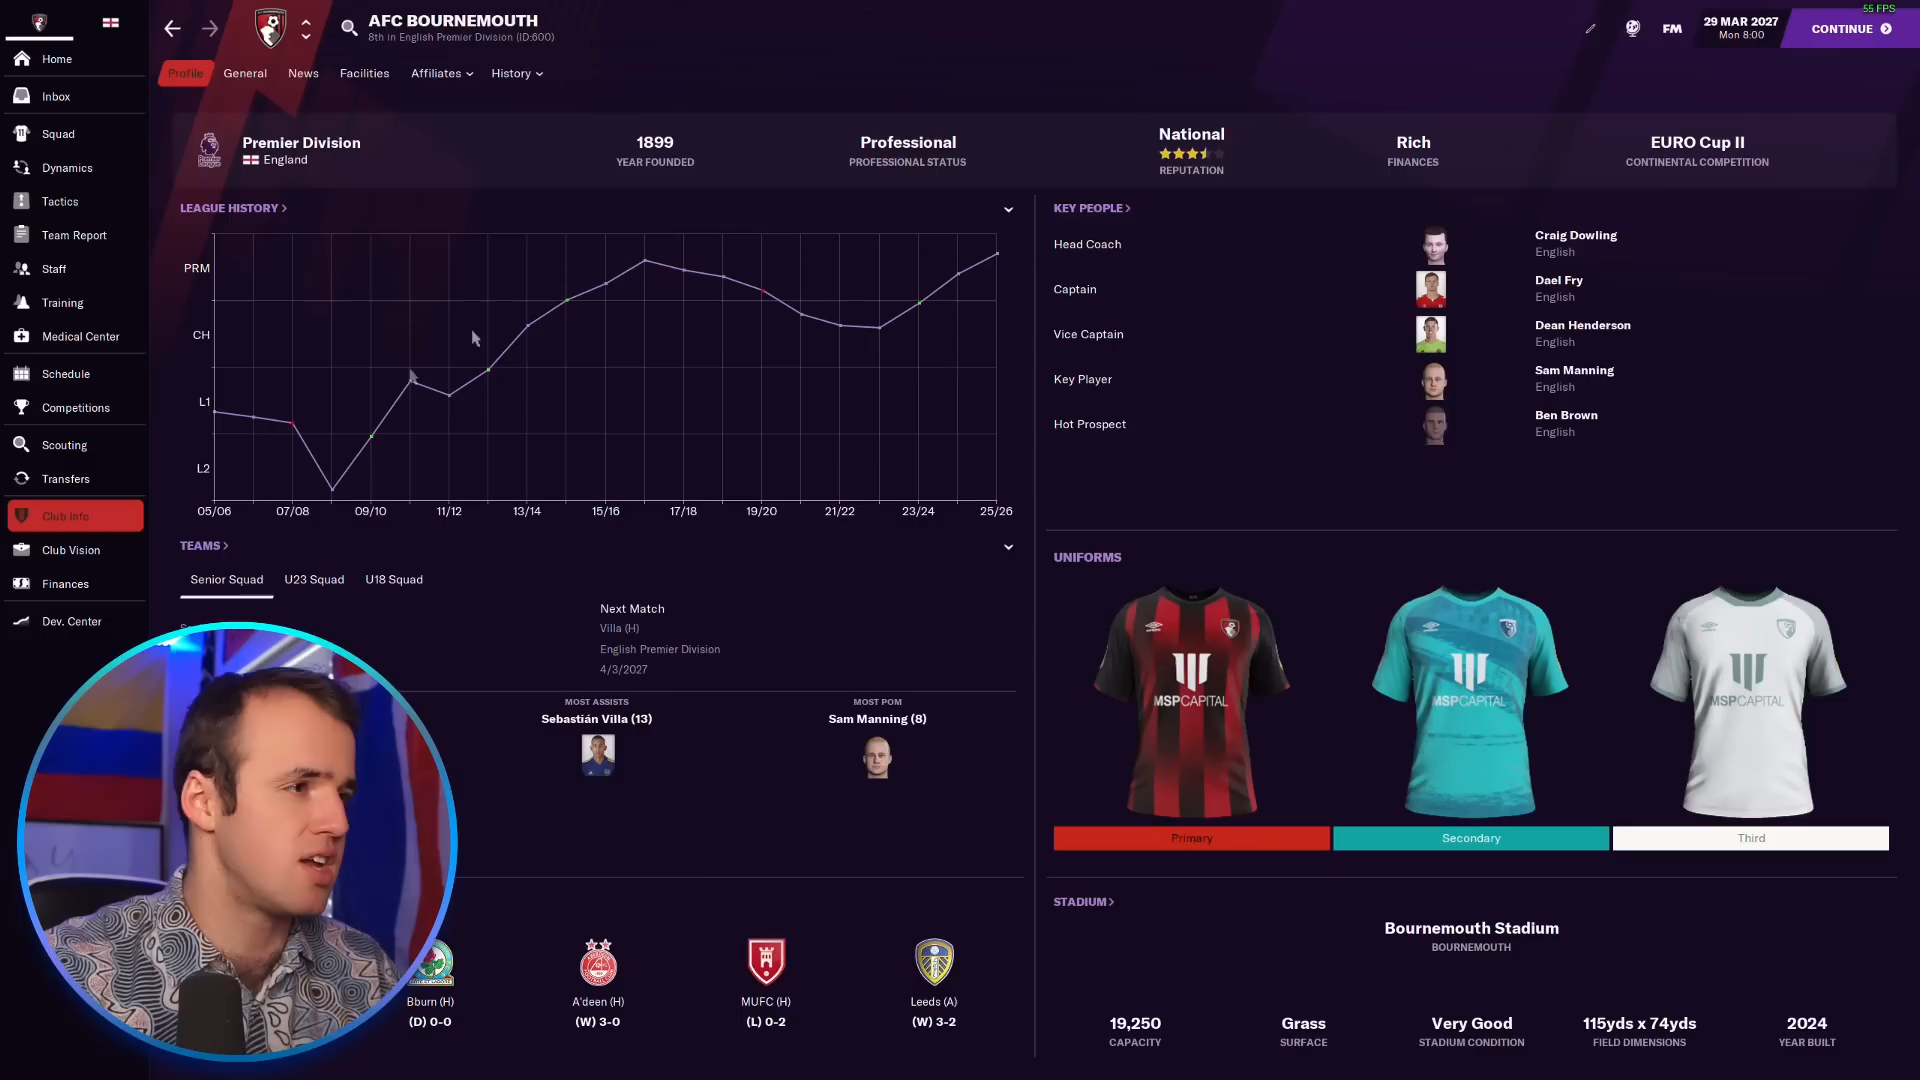 55 FPS
AFC BOURNEMOUTH
8th in English Premier Division (ID:600)
FM
29 MAR 2027
Mon 8:00
CONTINUE
Home
Inbox
Squad
Dynamics
Tactics
Team Report
Staff
Training
Medical Center
Schedule
Competitions
Scouting
Transfers
Club Info
Club Vision
Finances
Dev. Center
Profile
General
News
Facilities
Affiliates
History
Premier Division
England
1899
YEAR FOUNDED
Professional
PROFESSIONAL STATUS
National
REPUTATION
Rich
FINANCES
EURO Cup II
CONTINENTAL COMPETITION
LEAGUE HISTORY >
PRM
CH
L1
L2
05/06 07/08 09/10 11/12 13/14 15/16 17/18 19/20 21/22 23/24 25/26
TEAMS >
Senior Squad U23 Squad U18 Squad
Next Match
Villa (H)
English Premier Division
4/3/2027
MOST ASSISTS
Sebastián Villa (13)
MOST POM
Sam Manning (8)
Bburn (H)
(D) 0-0
A'deen (H)
(W) 3-0
MUFC (H)
(L) 0-2
Leeds (A)
(W) 3-2
KEY PEOPLE >
Head Coach
Craig Dowling
English
Captain
Dael Fry
English
Vice Captain
Dean Henderson
English
Key Player
Sam Manning
English
Hot Prospect
Ben Brown
English
UNIFORMS
MSPCAPITAL
MSPCAPITAL
MSPCAPITAL
Primary
Secondary
Third
STADIUM >
Bournemouth Stadium
BOURNEMOUTH
19,250
CAPACITY
Grass
SURFACE
Very Good
STADIUM CONDITION
115yds x 74yds
FIELD DIMENSIONS
2024
YEAR BUILT